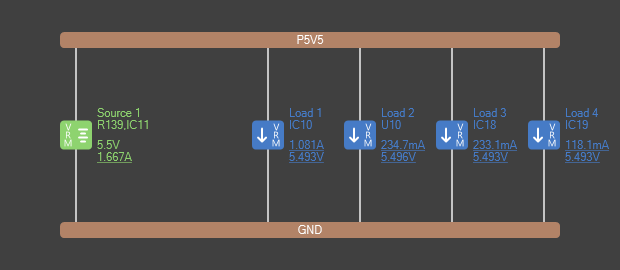 P5V5
Source 1
R139,IC11
5.5V
1.667A
VRM
Load 1
IC10
1.081A
5.493V
VRM
Load 2
U10
234.7mA
5.496V
VRM
Load 3
IC18
233.1mA
5.493V
VRM
Load 4
IC19
118.1mA
5.493V
VRM
GND